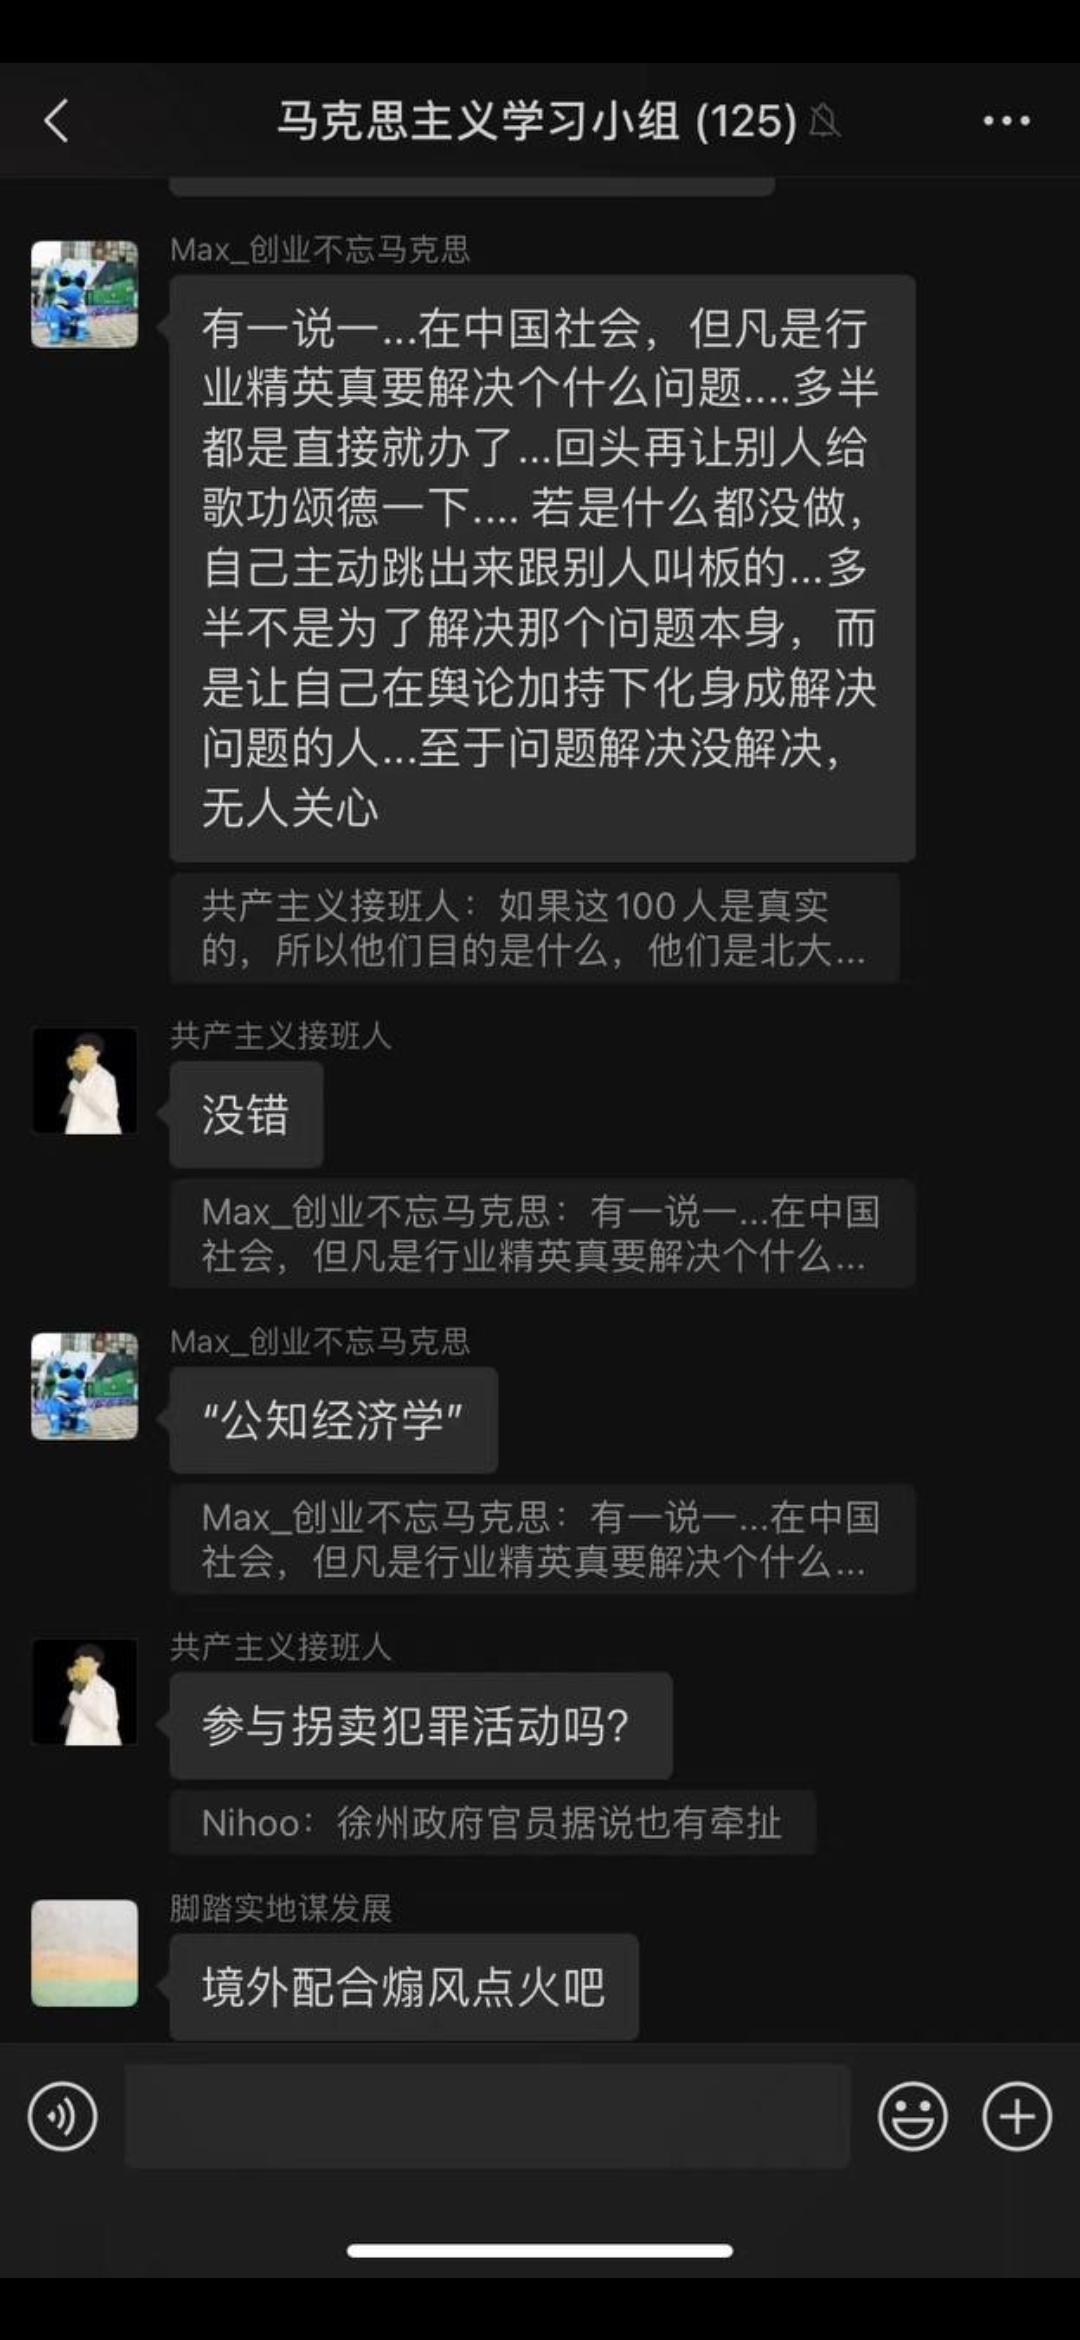 马克思主义学习小组 (125)
Max_创业不忘马克思
有一说一...在中国社会，但凡是行
业精英真要解决个什么问题....多半
都是直接就办了...回头再让别人给
歌功颂德一下.... 若是什么都没做，
自己主动跳出来跟别人叫板的...多
半不是为了解决那个问题本身，而
是让自己在舆论加持下化身成解决
问题的人...至于问题解决没解决，
无人关心
共产主义接班人：如果这100人是真实
的，所以他们目的是什么，他们是北大...
共产主义接班人
没错
Max_创业不忘马克思：有一说一...在中国
社会，但凡是行业精英真要解决个什么...
Max_创业不忘马克思
“公知经济学”
Max_创业不忘马克思：有一说一...在中国
社会，但凡是行业精英真要解决个什么...
共产主义接班人
参与拐卖犯罪活动吗？
Nihoo：徐州政府官员据说也有牵扯
脚踏实地谋发展
境外配合煽风点火吧